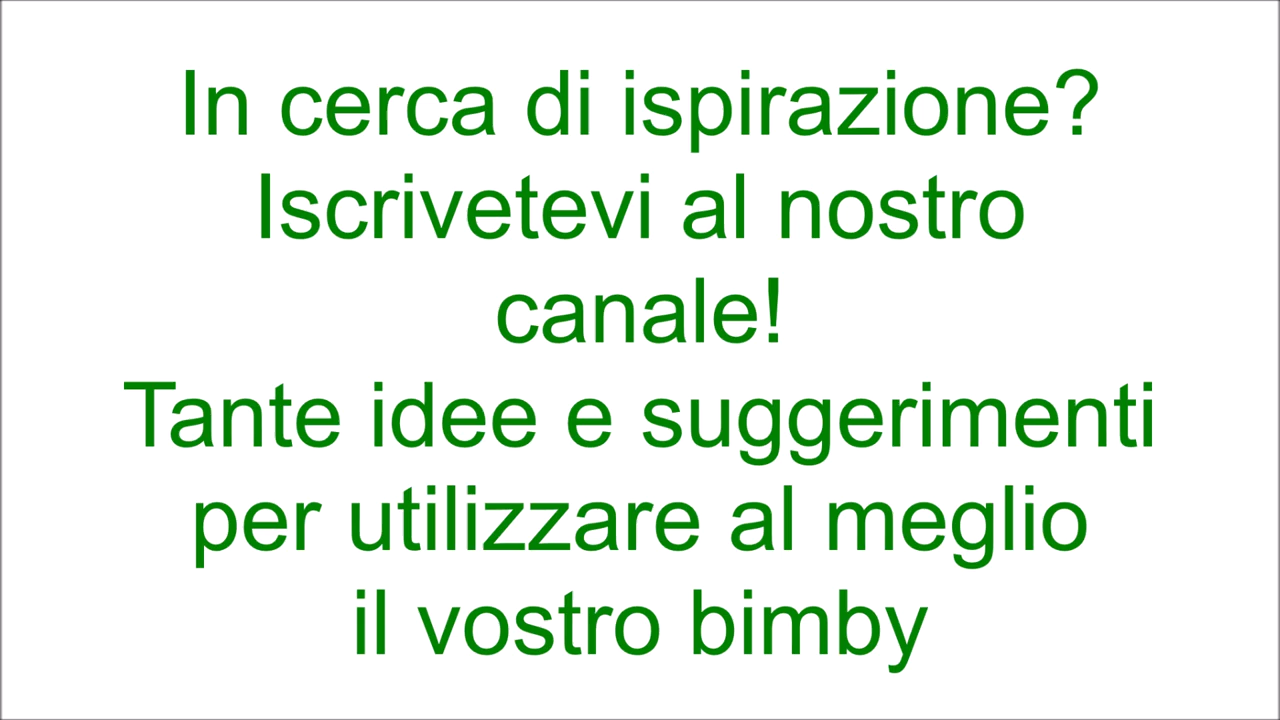 In cerca di ispirazione?
Iscrivetevi al nostro
canale!
Tante idee e suggerimenti
per utilizzare al meglio
il vostro bimby